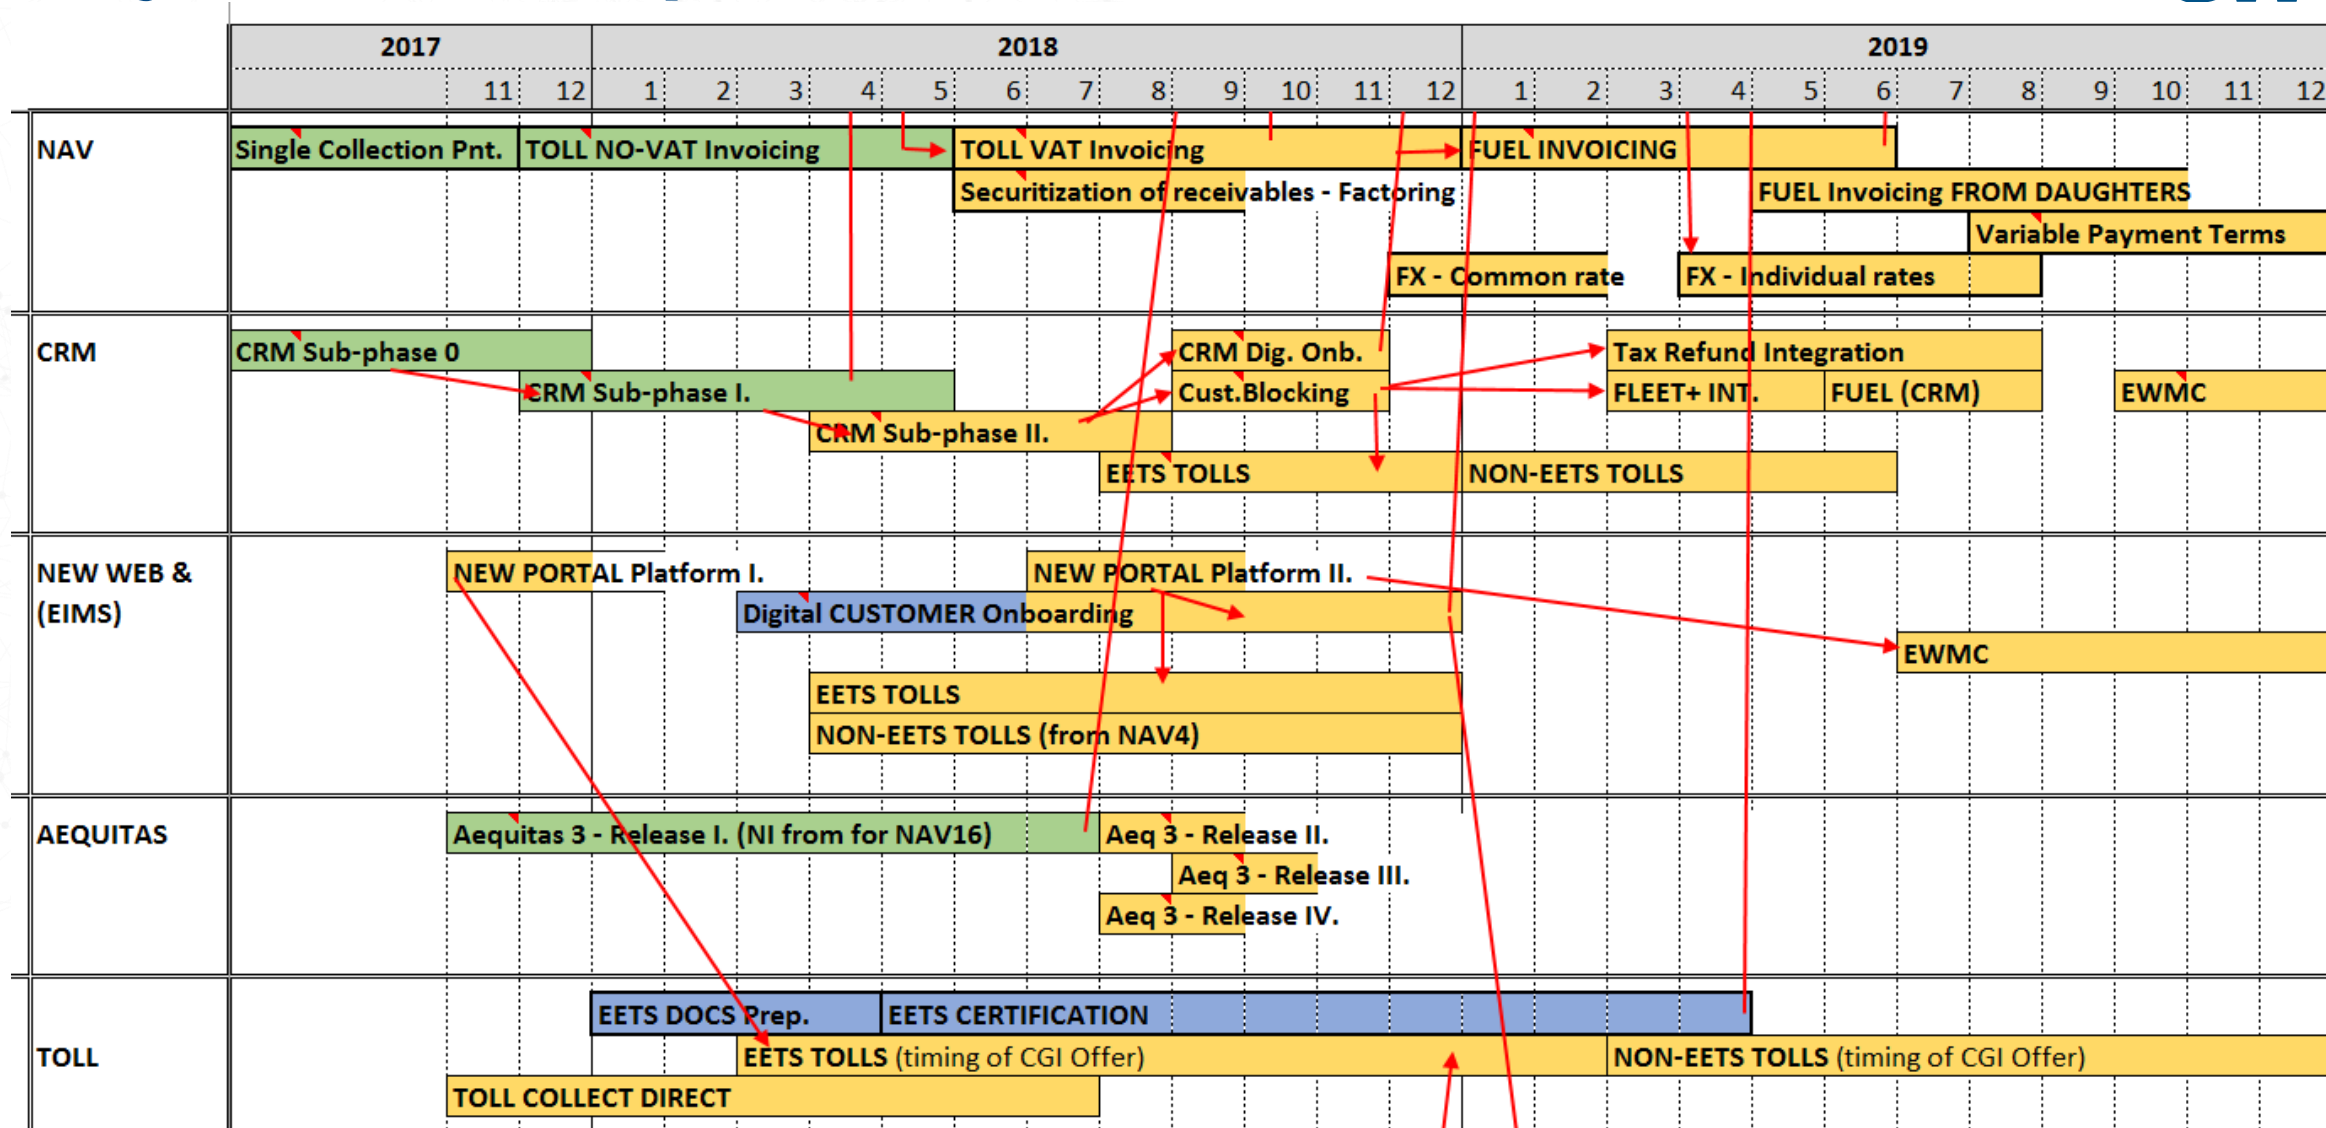 2017 2018 2019
11 12 1 2 3 4 5 6 7 8 9 10 11 12 1 2 3 4 5 6 7 8 9 10 11 12
NAV
Single Collection Pnt. TOLL NO-VAT Invoicing TOLL VAT Invoicing FUEL INVOICING
Securitization of receivables - Factoring FUEL Invoicing FROM DAUGHTERS
Variable Payment Terms
FX - Common rate FX - Individual rates
CRM
CRM Sub-phase 0 CRM Dig. Onb. Tax Refund Integration
CRM Sub-phase I. Cust.Blocking FLEET+ INT. FUEL (CRM) EWMC
CRM Sub-phase II.
EETS TOLLS NON-EETS TOLLS
NEW WEB &
(EIMS)
NEW PORTAL Platform I. NEW PORTAL Platform II.
Digital CUSTOMER Onboarding
EWMC
EETS TOLLS
NON-EETS TOLLS (from NAV4)
AEQUITAS
Aequitas 3 - Release I. (NI from for NAV16) Aeq 3 - Release II.
Aeq 3 - Release III.
Aeq 3 - Release IV.
TOLL
EETS DOCS Prep. EETS CERTIFICATION
EETS TOLLS (timing of CGI Offer) NON-EETS TOLLS (timing of CGI Offer)
TOLL COLLECT DIRECT